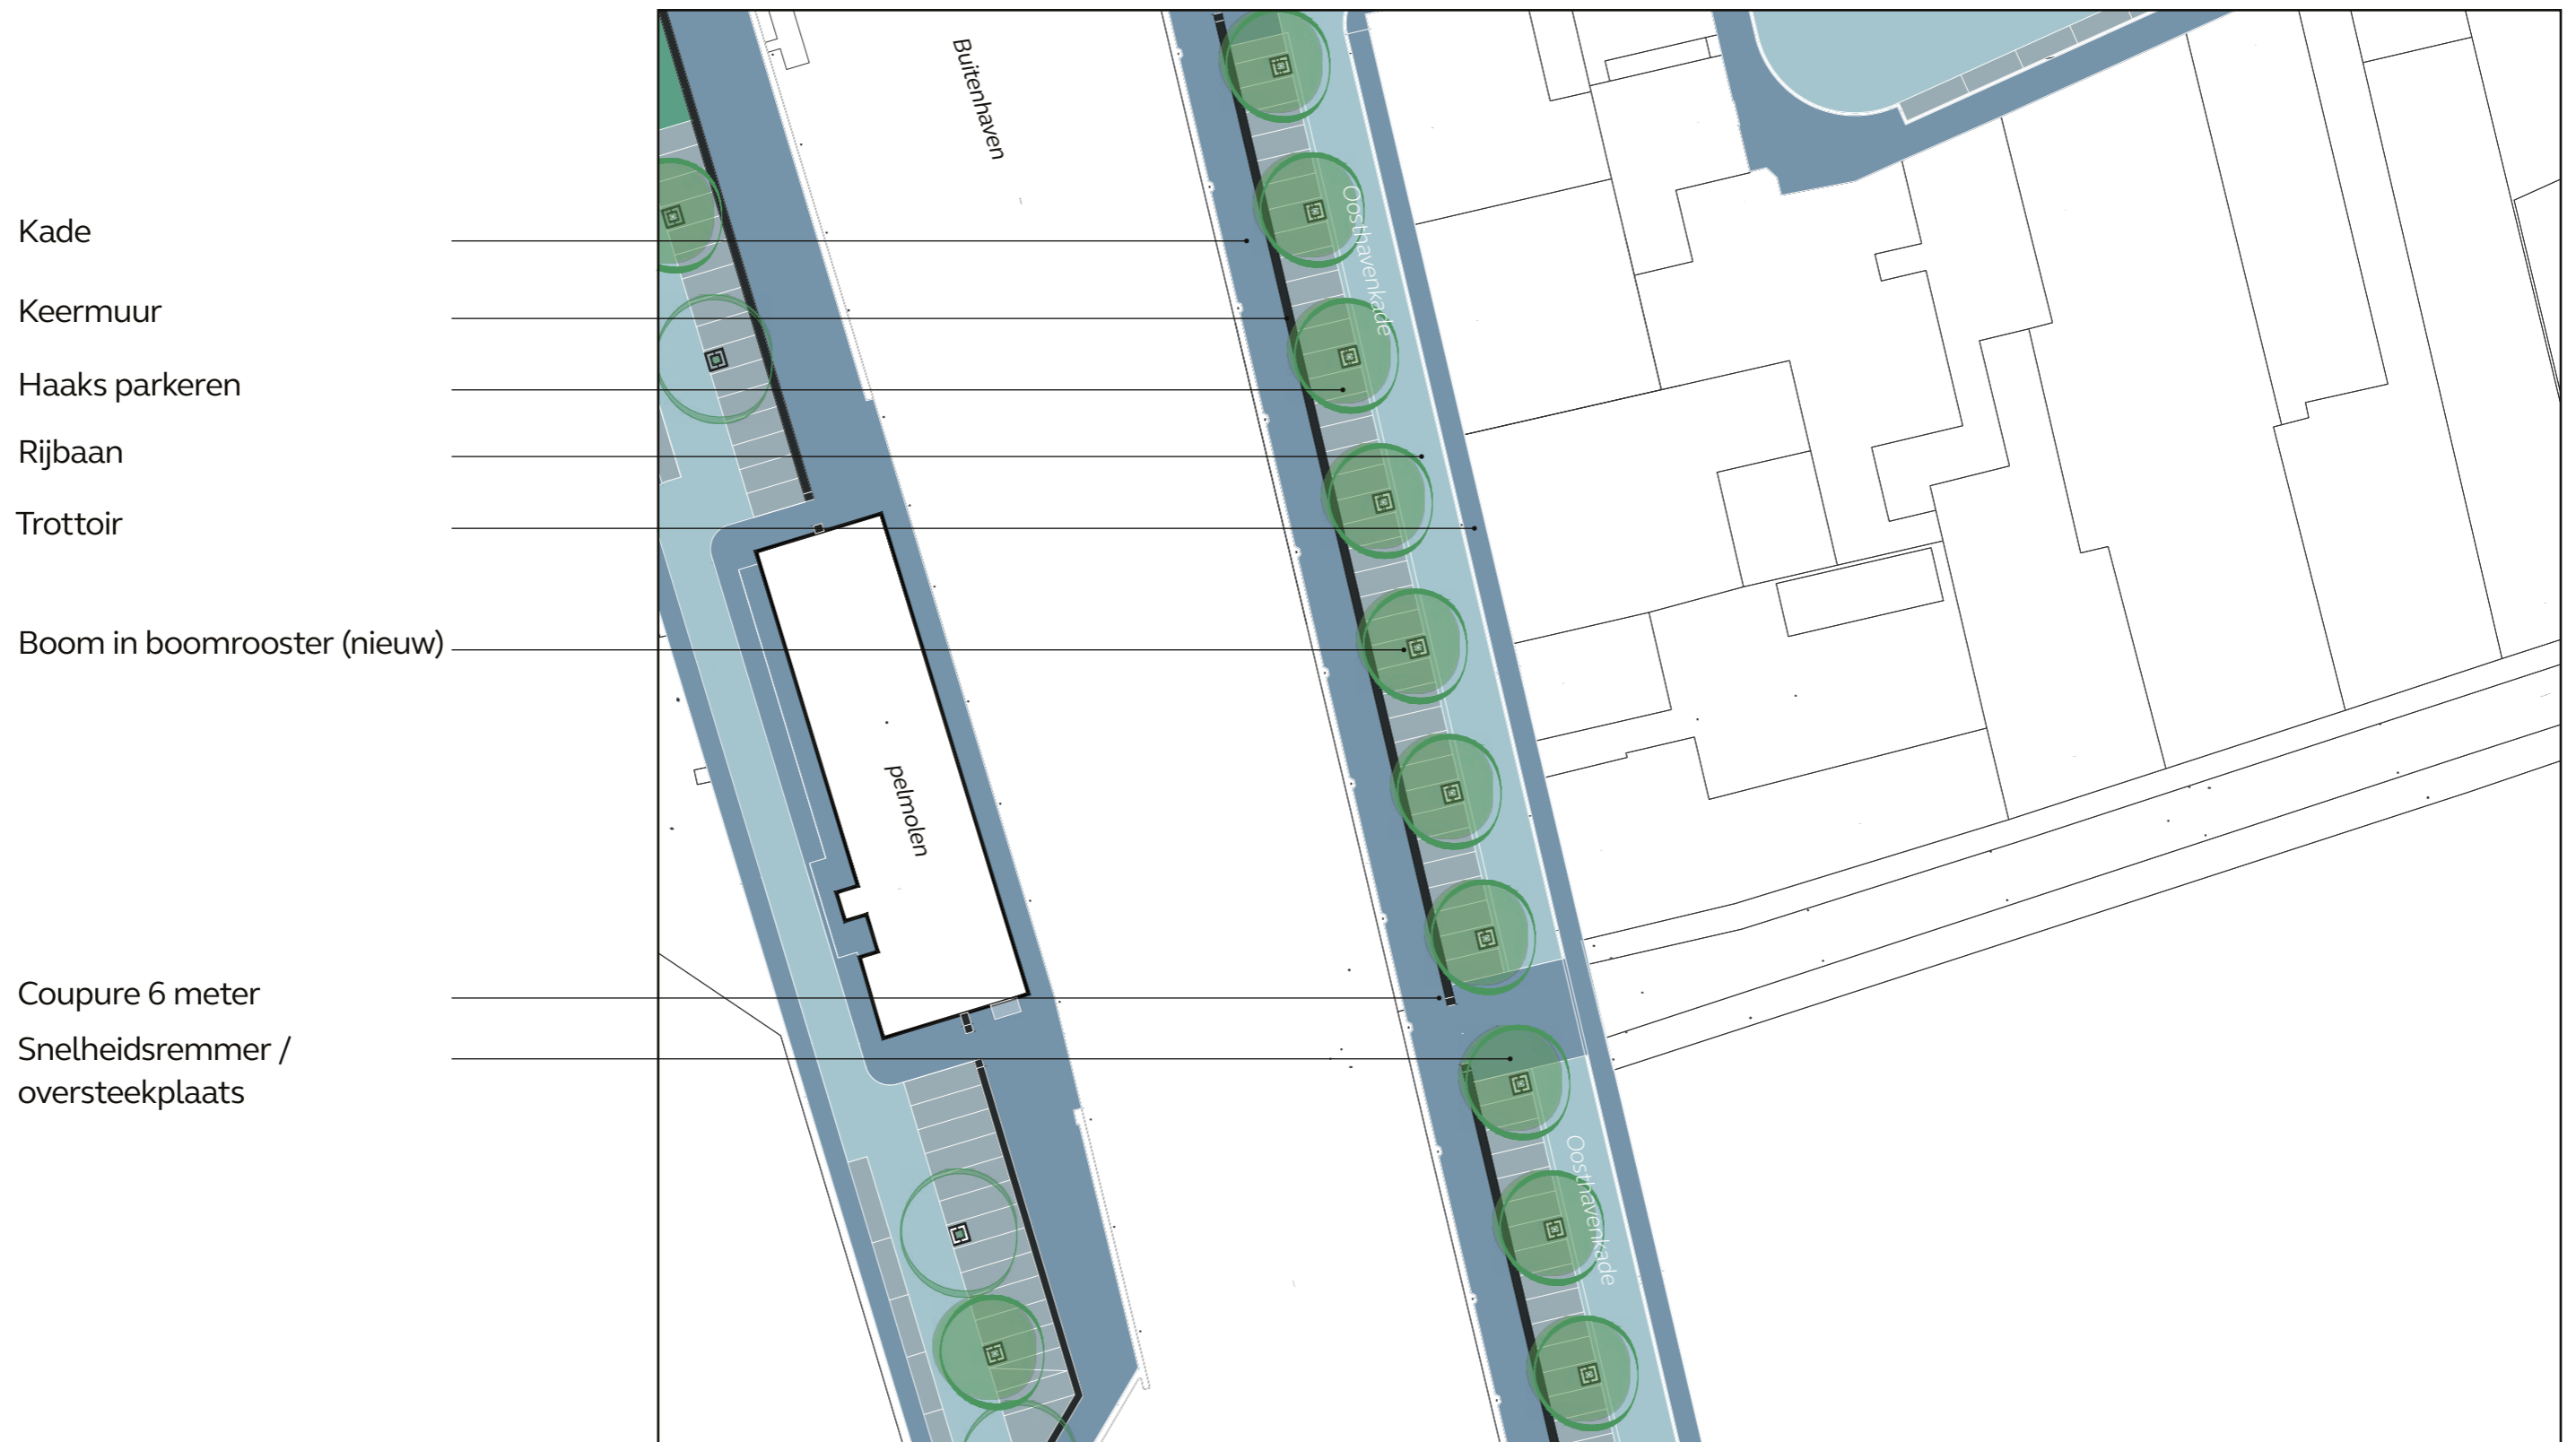 Kade
Keermuur
Haaks parkeren
Rijbaan
Trottoir
Boom in boomrooster (nieuw)
Coupure 6 meter
Snelheidsremmer /
oversteekplaats
Buitenhaven
Oosthavenkade
pelmolen
Oosthavenkade